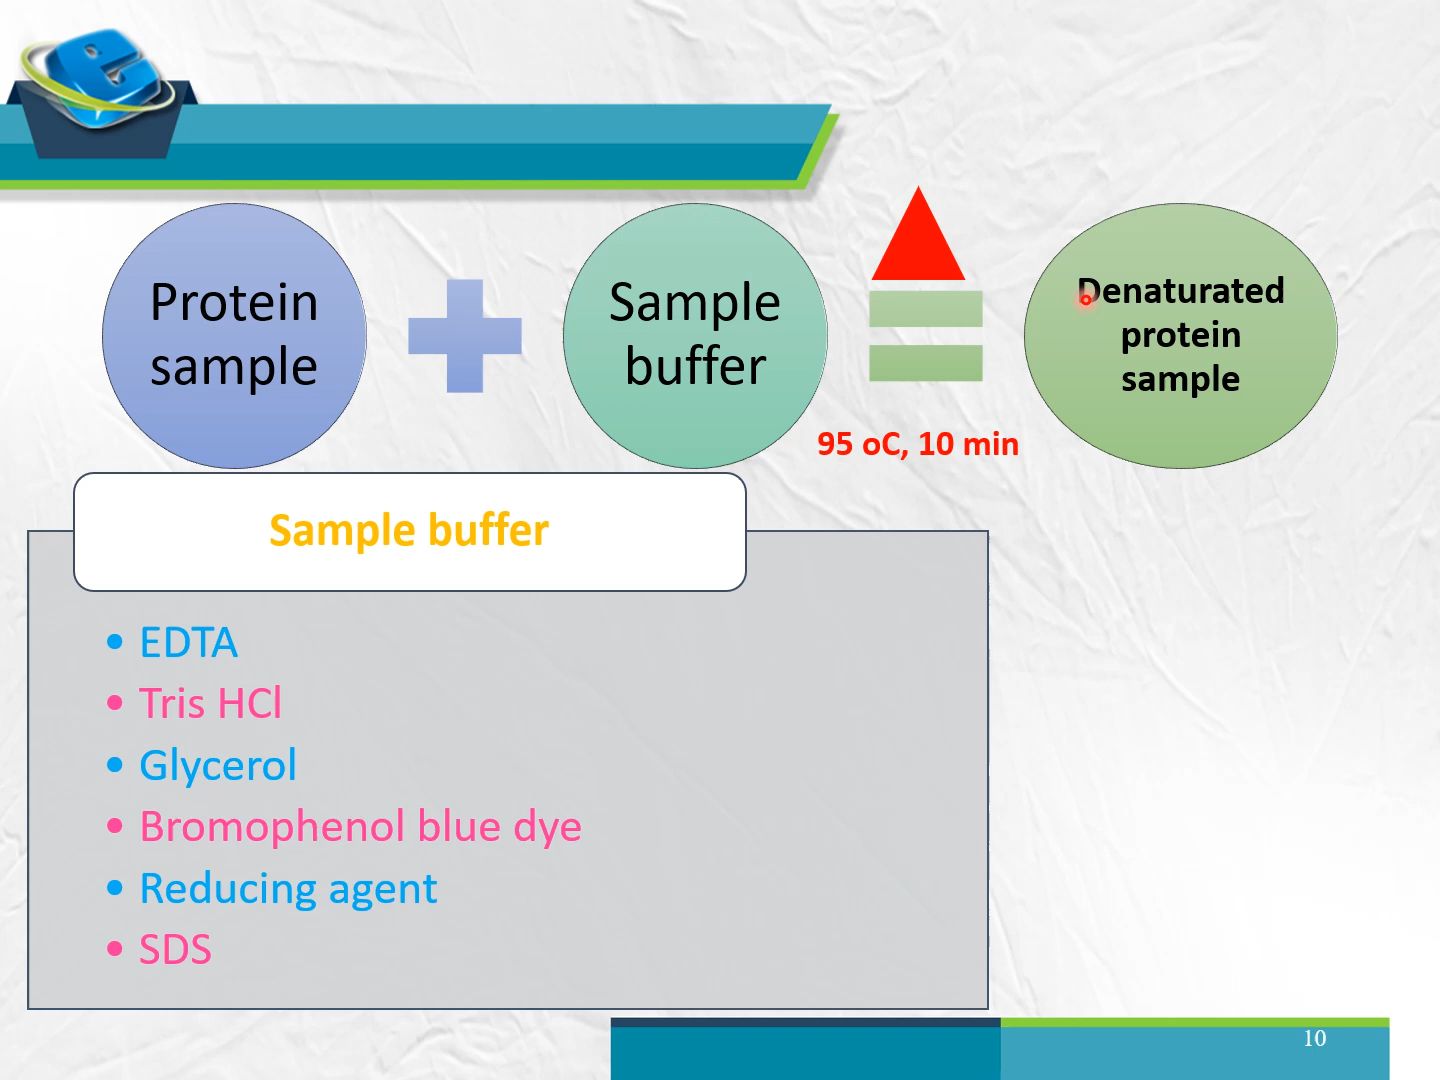 Protein
sample
Sample
buffer
Denaturated
protein
sample
95 oC, 10 min
Sample buffer
• EDTA
• Tris HCl
• Glycerol
• Bromophenol blue dye
• Reducing agent
• SDS
10